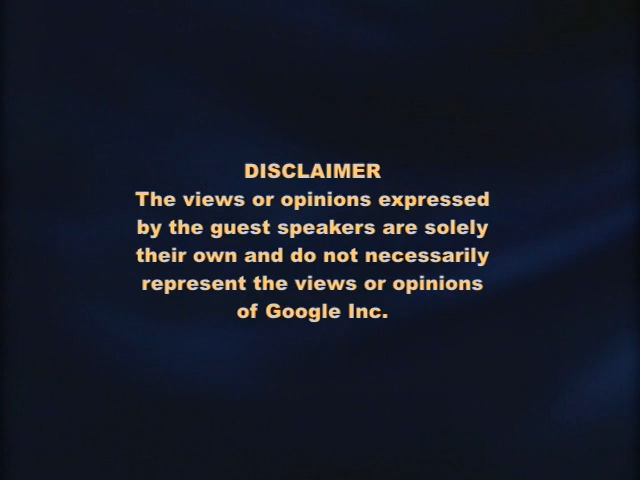 DISCLAIMER
The views or opinions expressed
by the guest speakers are solely
their own and do not necessarily
represent the views or opinions
of Google Inc.